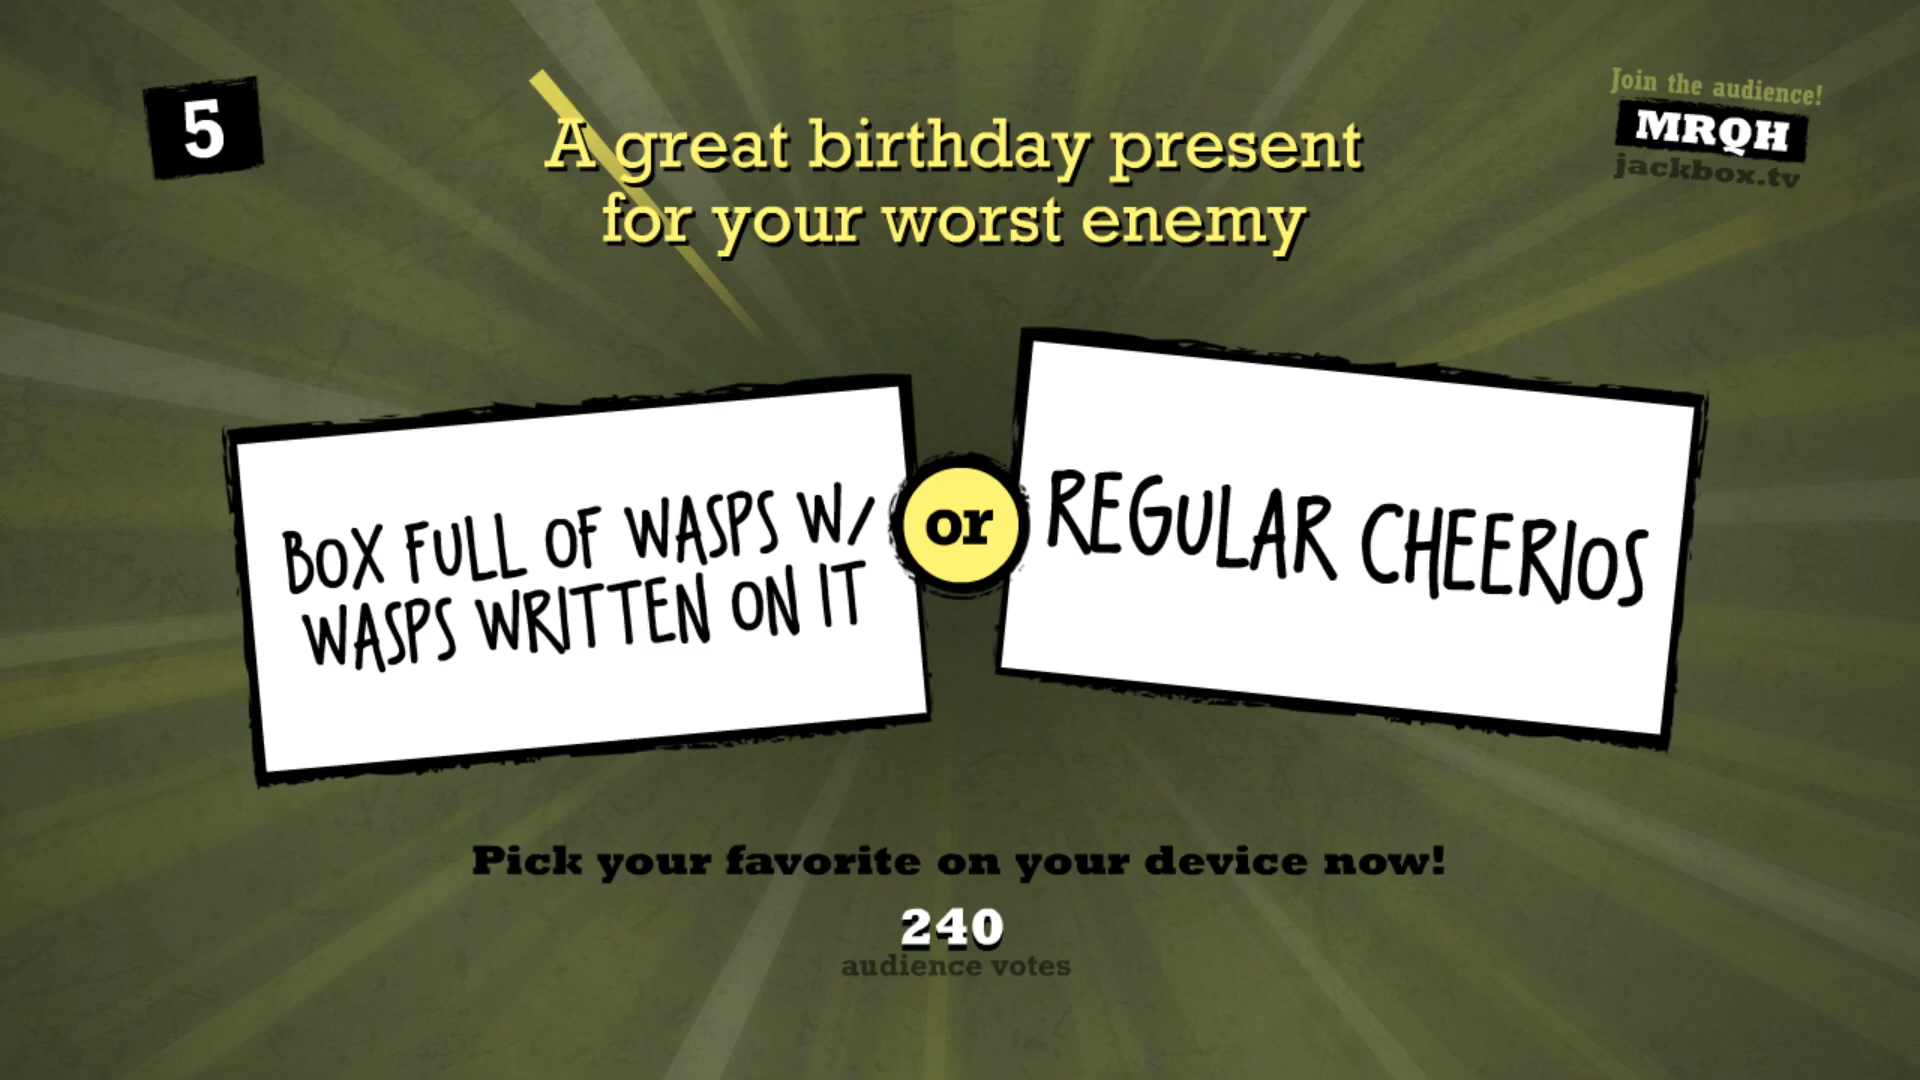 5
A great birthday present
for your worst enemy
Join the audience!
MRQH
jackbox.tv
BOX FULL OF WASPS W/
WASPS WRITTEN ON IT
or
REGULAR CHEERIOS
Pick your favorite on your device now!
240
audience votes